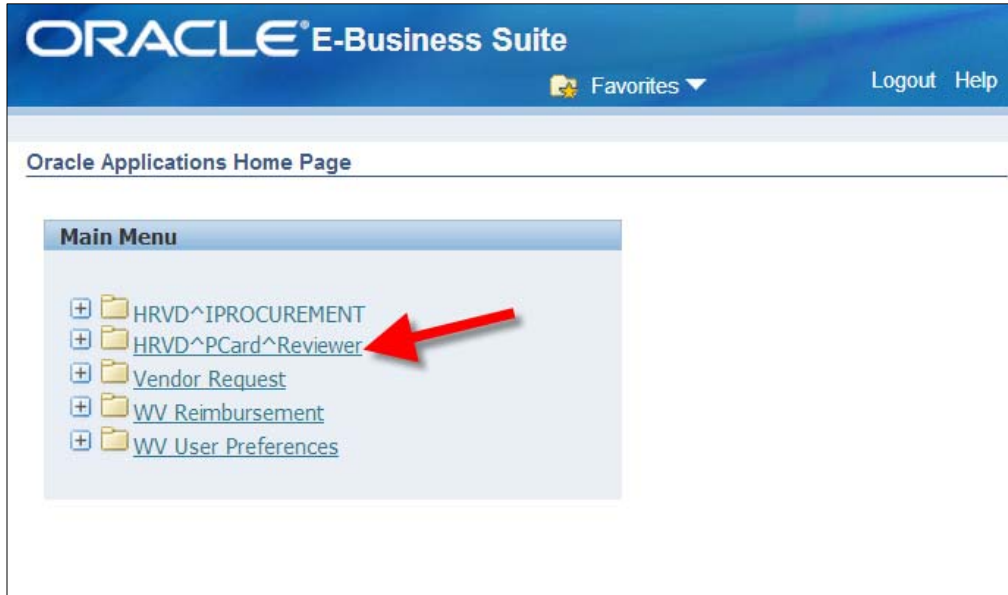 ORACLE® E-Business Suite
Favorites Logout Help
Oracle Applications Home Page
Main Menu
HRVD^IPROCUREMENT
HRVD^PCard^Reviewer
Vendor Request
WV Reimbursement
WV User Preferences